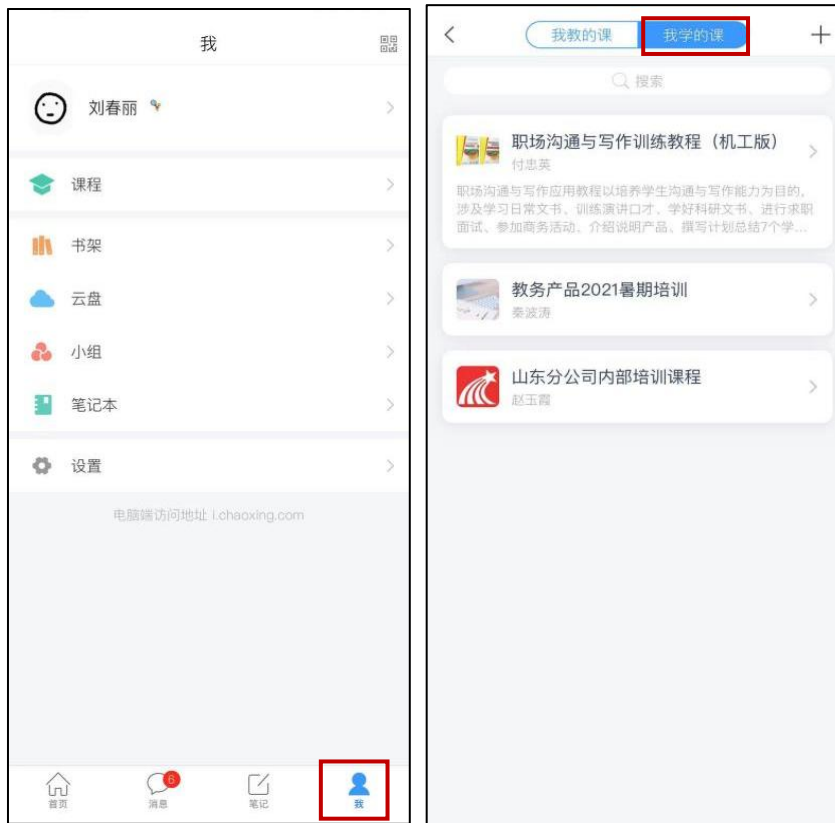 我
刘春丽
课程
书架
云盘
小组
笔记本
设置
电脑端访问地址 i.chaoxing.com
首页
6
消息
笔记
我
我教的课
我学的课
搜索
职场沟通与写作训练教程（机工版）
付忠英
职场沟通与写作应用教程以培养学生沟通与写作能力为目的，
涉及学习日常文书、训练演讲口才、学好科研文书、进行求职
面试、参加商务活动、介绍说明产品、撰写计划总结7个学...
教务产品2021暑期培训
秦波涛
山东分公司内部培训课程
赵玉霞